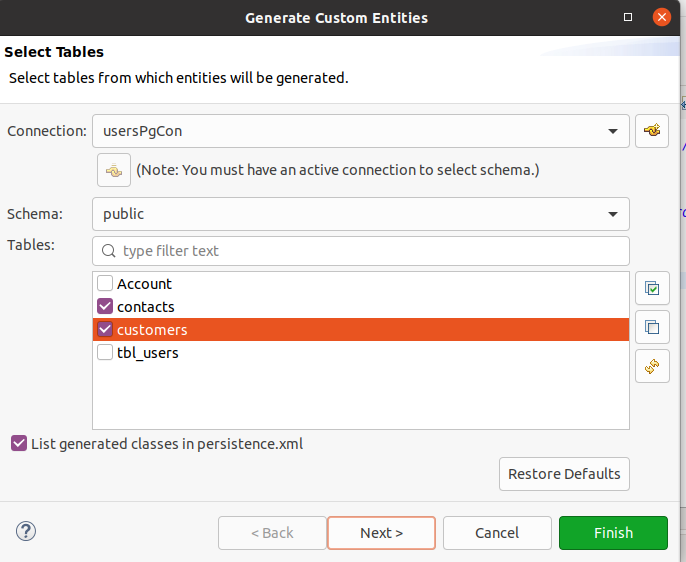 Generate Custom Entities
Select Tables
Select tables from which entities will be generated.
Connection: usersPgCon
(Note: You must have an active connection to select schema.)
Schema: public
Tables: type filter text
Account
contacts
customers
tbl_users
List generated classes in persistence.xml
Restore Defaults
< Back Next > Cancel Finish